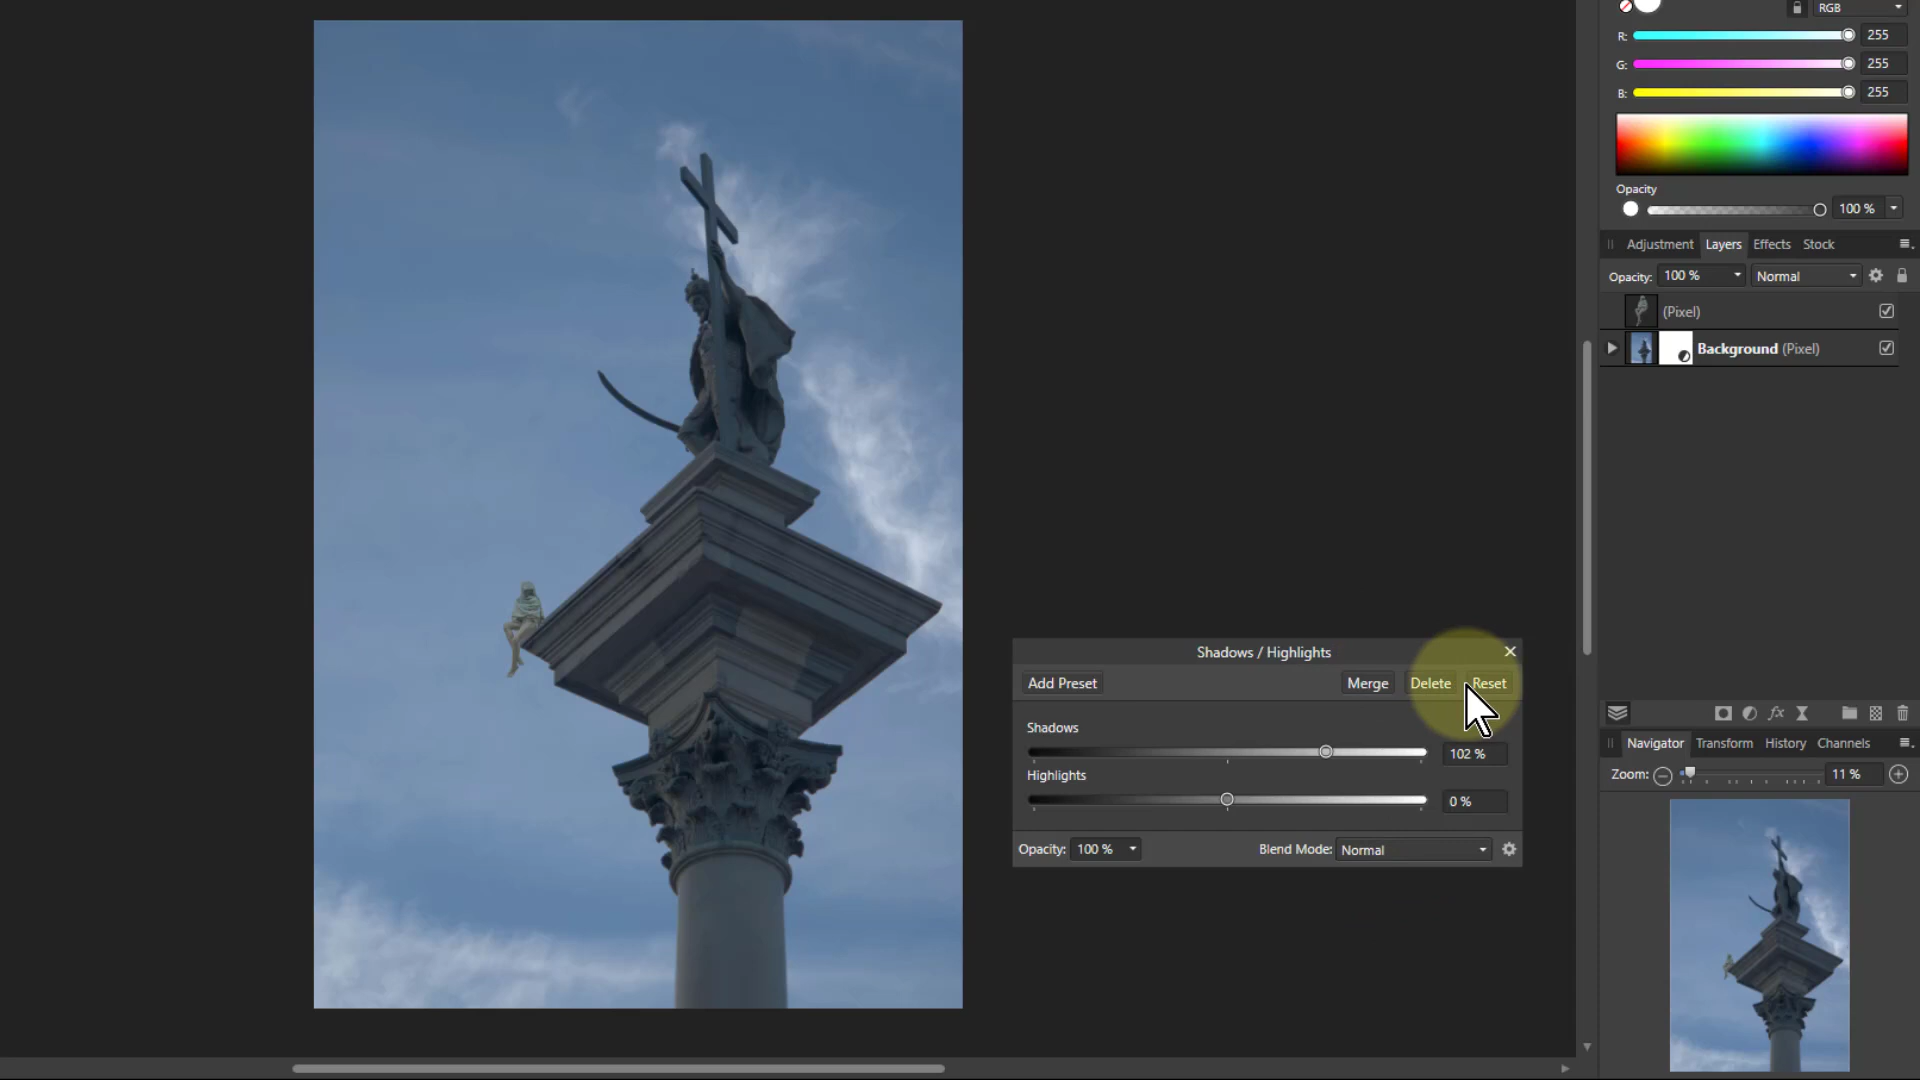 RGB
R: 255
G: 255
B: 255
Opacity
100 %
Adjustment Layers Effects Stock
Opacity: 100 % Normal
(Pixel)
Background (Pixel)
fx
Navigator Transform History Channels
Zoom: 11 %
Shadows / Highlights
Add Preset Merge Delete Reset
Shadows
102 %
Highlights
0 %
Opacity: 100 % Blend Mode: Normal